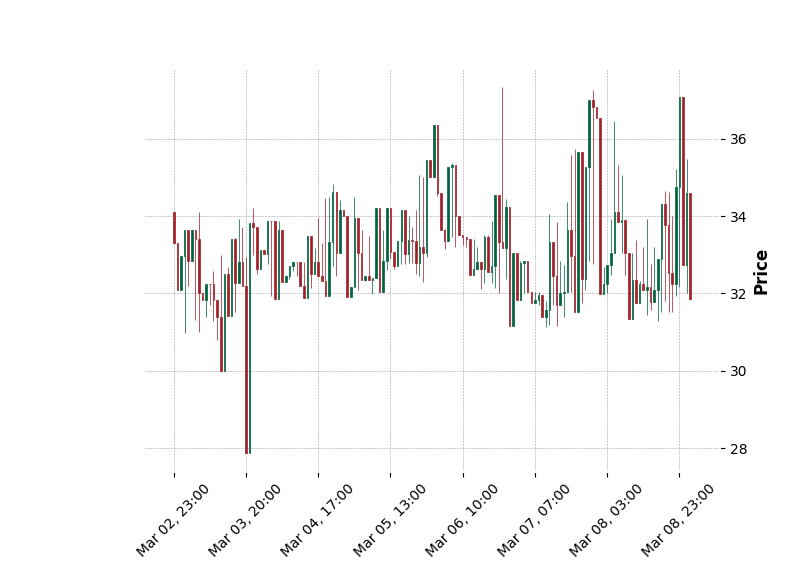 36
34
32
30
28
Price
Mar 02, 23:00
Mar 03, 20:00
Mar 04, 17:00
Mar 05, 13:00
Mar 06, 10:00
Mar 07, 07:00
Mar 08, 03:00
Mar 08, 23:00